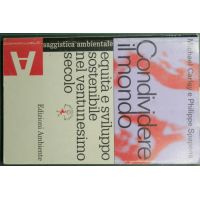 Michael Carley e Philippe Spapens
Condividere
il mondo
equità e sviluppo
sostenibile
nel ventunesimo
secolo
saggistica ambientale
A
Edizioni Ambiente